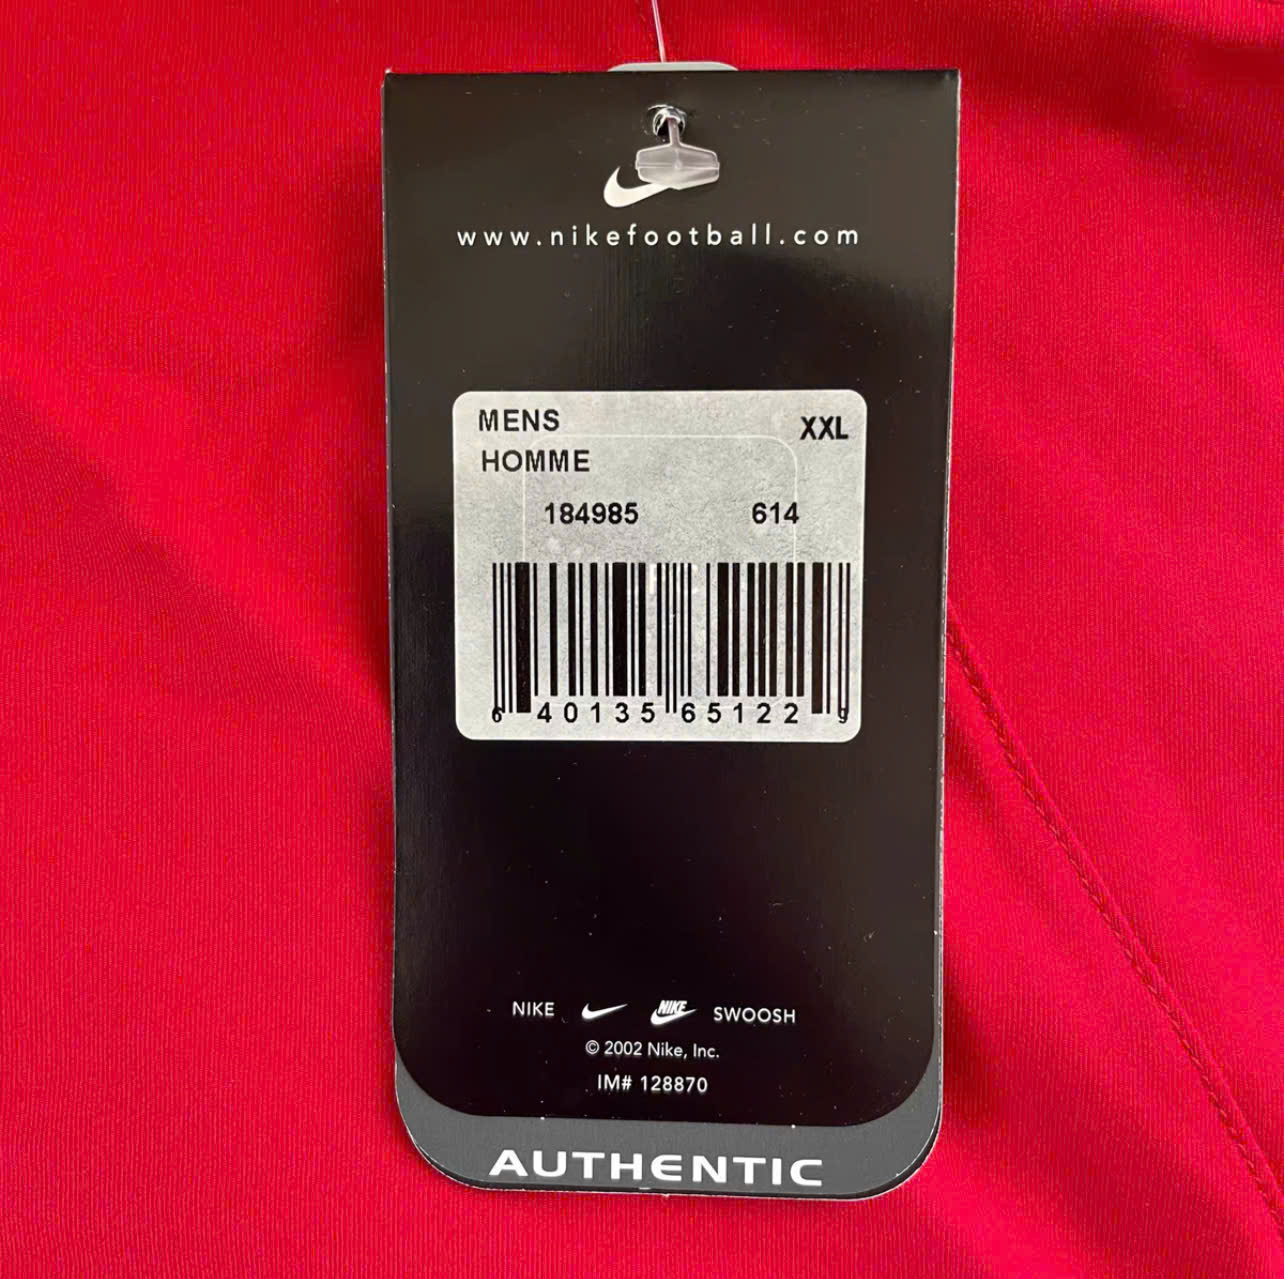 www.nikefootball.com
MENS XXL
HOMME
184985 614
6 40135 65122 9
NIKE NIKE SWOOSH
© 2002 Nike, Inc.
IM# 128870
AUTHENTIC